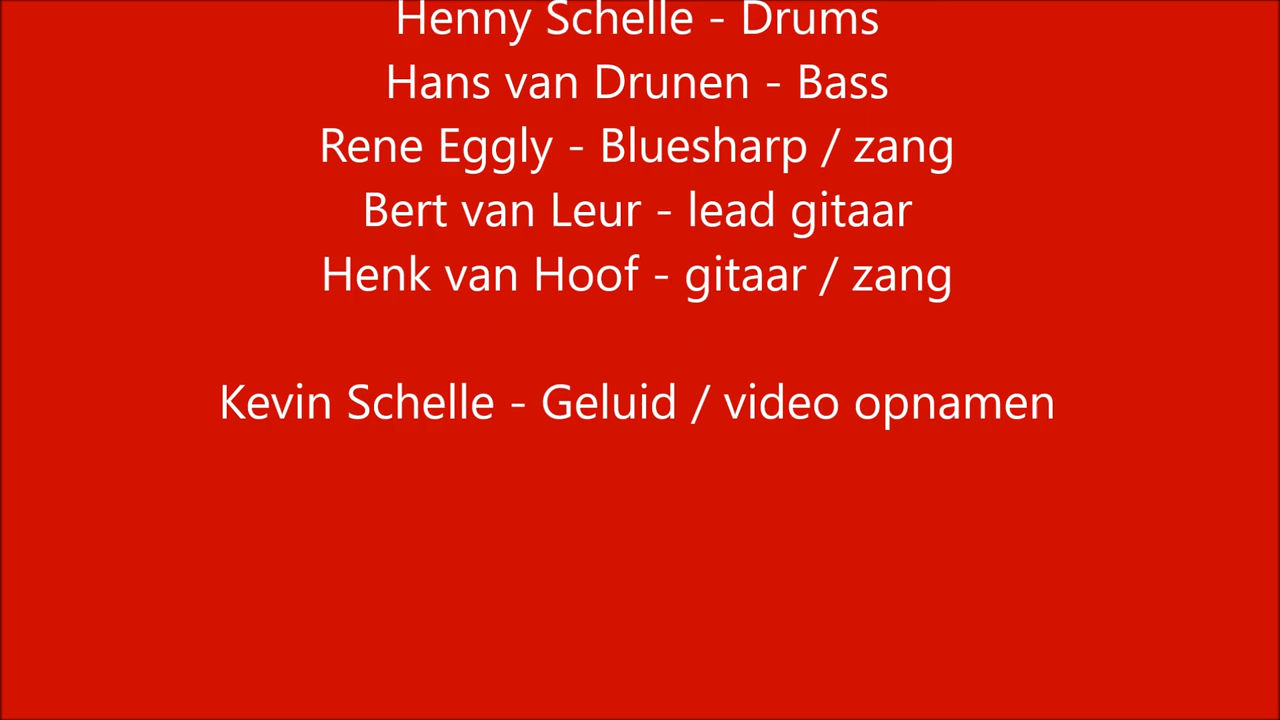 Henny Schelle - Drums
Hans van Drunen - Bass
Rene Eggly - Bluesharp / zang
Bert van Leur - lead gitaar
Henk van Hoof - gitaar / zang
Kevin Schelle - Geluid / video opnamen